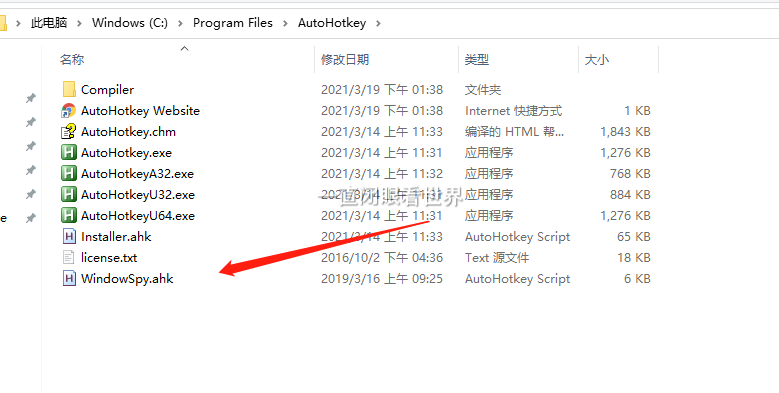 此电脑 > Windows (C:) > Program Files > AutoHotkey >
名称 修改日期 类型 大小
Compiler 2021/3/19 下午 01:38 文件夹
AutoHotkey Website 2021/3/19 下午 01:38 Internet 快捷方式 1 KB
AutoHotkey.chm 2021/3/14 上午 11:33 编译的 HTML 帮... 1,843 KB
AutoHotkey.exe 2021/3/14 上午 11:31 应用程序 1,276 KB
AutoHotkeyA32.exe 2021/3/14 上午 11:32 应用程序 768 KB
AutoHotkeyU32.exe 2021/3/14 上午 应用程序 884 KB
一直闭眼看世界
AutoHotkeyU64.exe 2021/3/14 上午 11:31 应用程序 1,276 KB
Installer.ahk 2021/3/14 上午 11:33 AutoHotkey Script 65 KB
license.txt 2016/10/2 下午 04:36 Text 源文件 18 KB
WindowSpy.ahk 2019/3/16 上午 09:25 AutoHotkey Script 6 KB